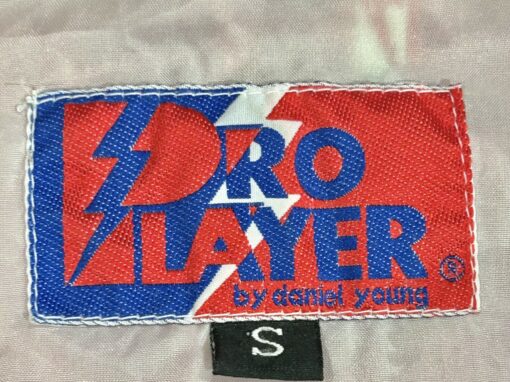 PRO
PLAYER®
by daniel young
S